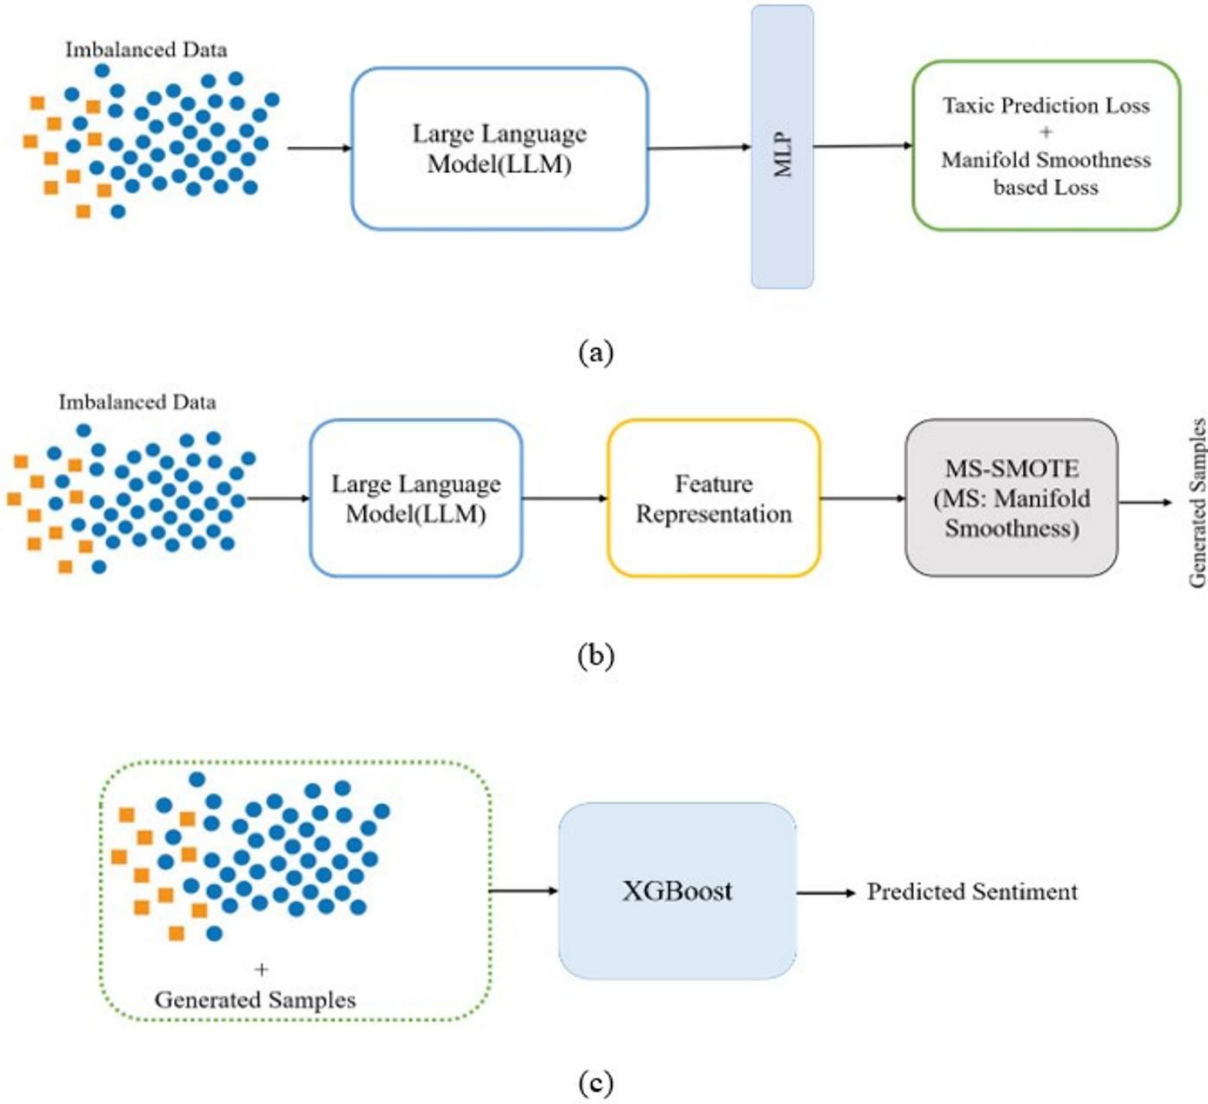 Imbalanced Data
Large Language
Model(LLM)
MLP
Taxic Prediction Loss
+
Manifold Smoothness
based Loss
(a)
Imbalanced Data
Large Language
Model(LLM)
Feature
Representation
MS-SMOTE
(MS: Manifold
Smoothness)
Generated Samples
(b)
+
Generated Samples
XGBoost
Predicted Sentiment
(c)